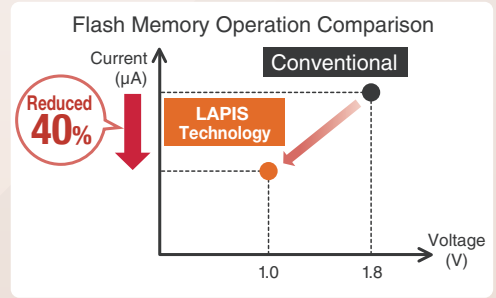 Flash Memory Operation Comparison
Current
(μA)
Conventional
Reduced
40%
LAPIS
Technology
Voltage
(V)
1.0
1.8